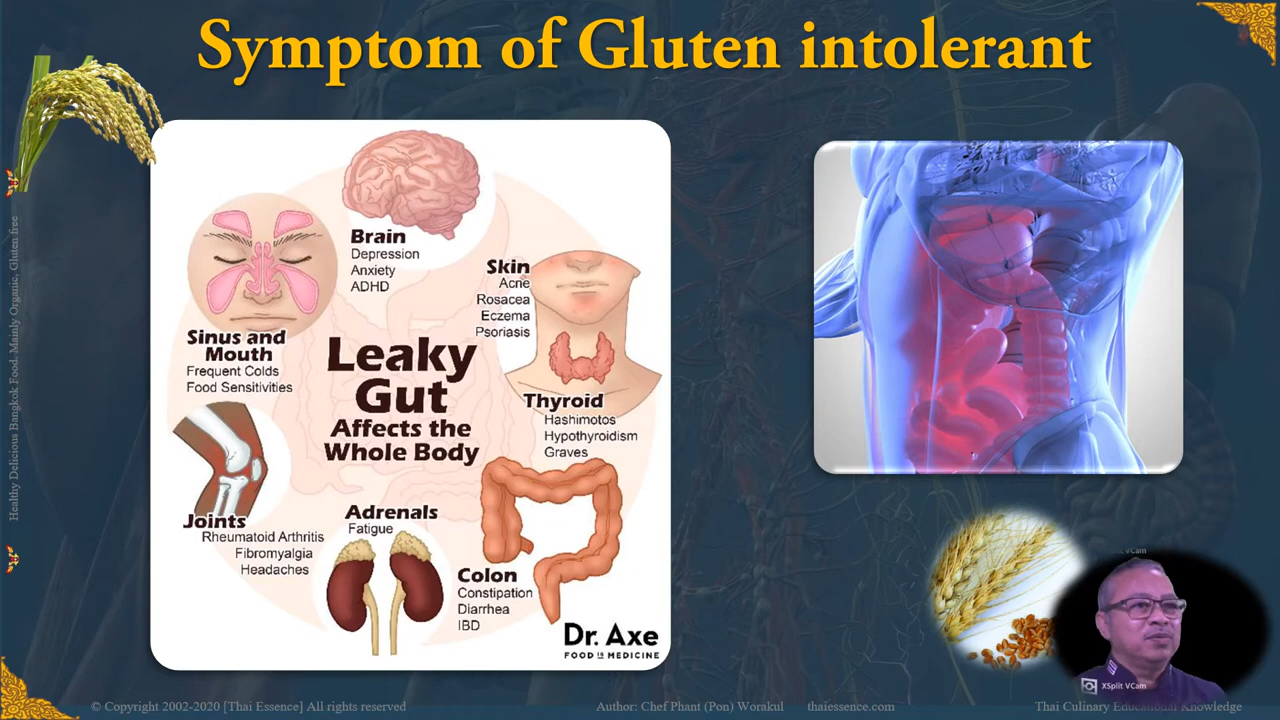 Symptom of Gluten intolerant
Brain
Depression
Anxiety
ADHD
Skin
Acne
Rosacea
Eczema
Psoriasis
Sinus and
Mouth
Frequent Colds
Food Sensitivities
Leaky
Gut
Affects the
Whole Body
Thyroid
Hashimotos
Hypothyroidism
Graves
Joints
Rheumatoid Arthritis
Fibromyalgia
Headaches
Adrenals
Fatigue
Colon
Constipation
Diarrhea
IBD
Dr. Axe
FOOD IS MEDICINE
Healthy Delicious Bangkok Food. Mainly Organic, Gluten free
VCam
XSplit VCam
© Copyright 2002-2020 [Thai Essence] All rights reserved
Author: Chef Phant (Pon) Worakul thaiessence.com
Thai Culinary Educational Knowledge